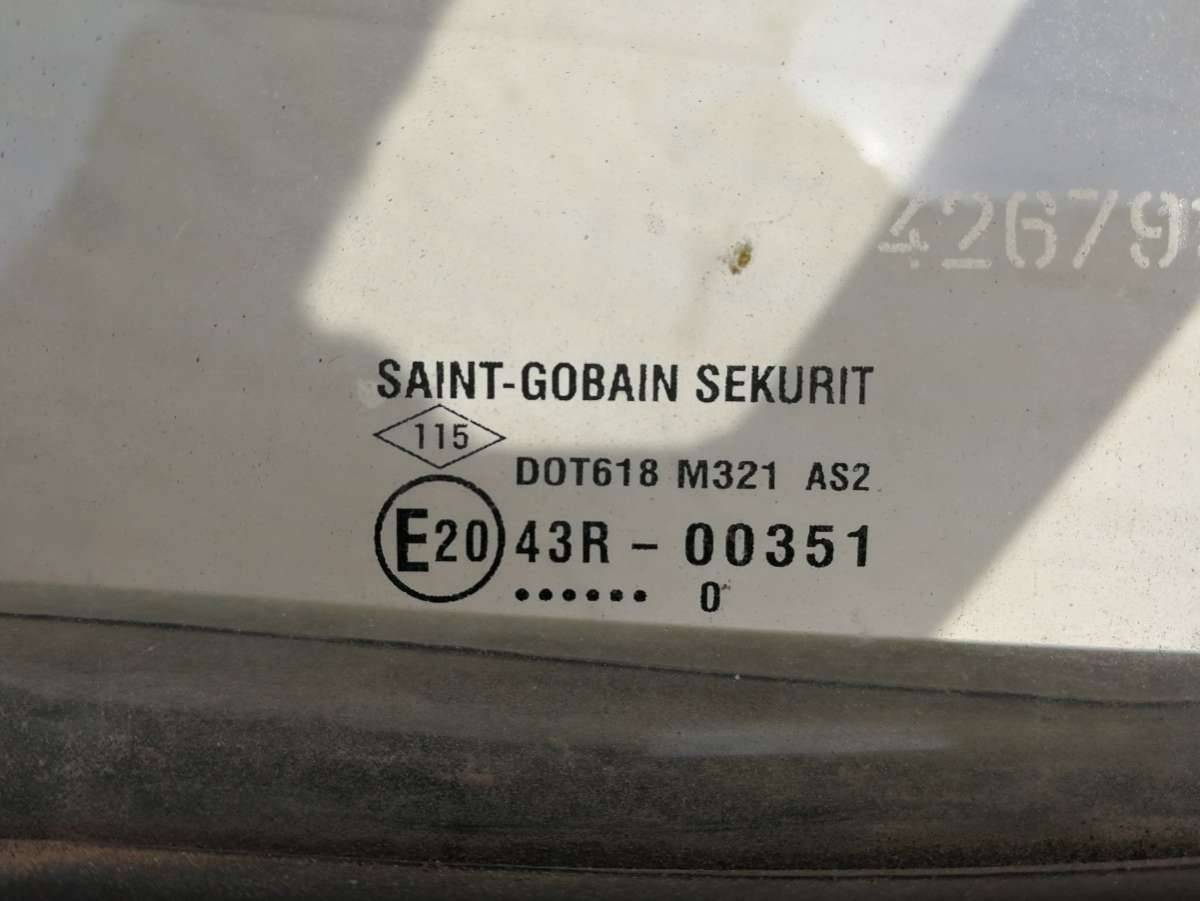 42679
SAINT-GOBAIN SEKURIT
115
DOT618 M321 AS2
E20 43R - 00351
...... 0